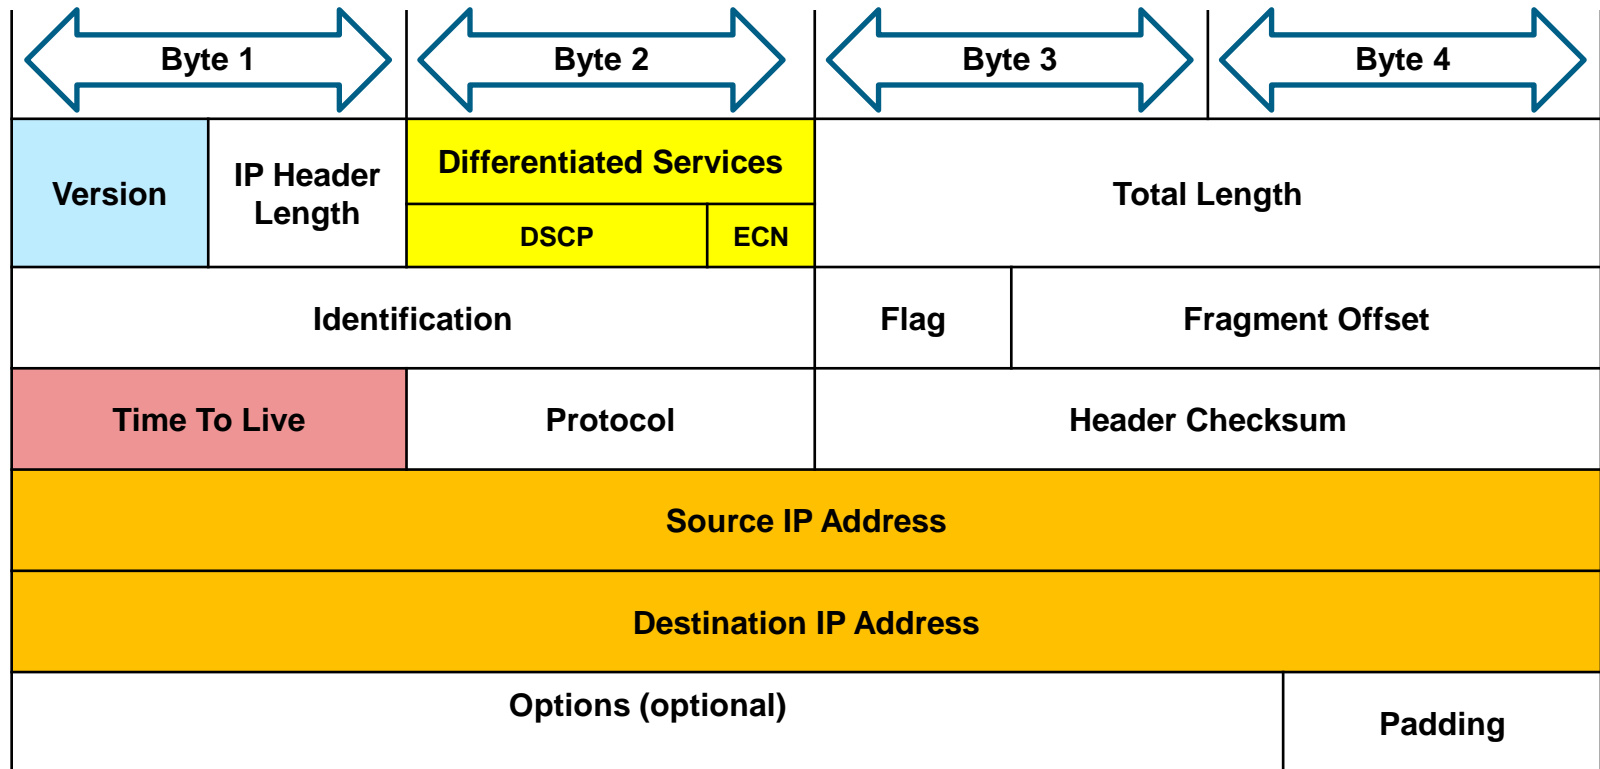 Byte 1
Byte 2
Byte 3
Byte 4
Version
IP Header
Length
Differentiated Services
DSCP
ECN
Total Length
Identification
Flag
Fragment Offset
Time To Live
Protocol
Header Checksum
Source IP Address
Destination IP Address
Options (optional)
Padding